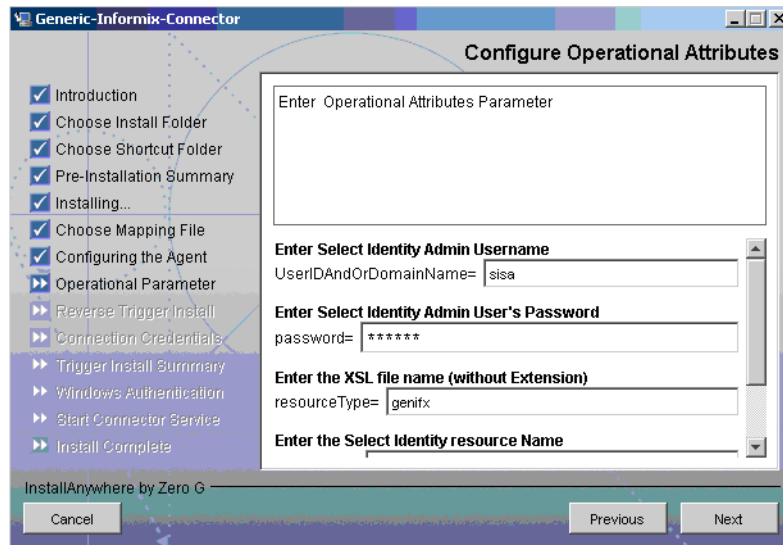 Generic-Informix-Connector
Configure Operational Attributes
Introduction
Choose Install Folder
Choose Shortcut Folder
Pre-Installation Summary
Installing...
Choose Mapping File
Configuring the Agent
Operational Parameter
Reverse Trigger Install
Connection Credentials
Trigger Install Summary
Windows Authentication
Start Connector Service
Install Complete
Enter Operational Attributes Parameter
Enter Select Identity Admin Username
UserIDAndOrDomainName= sisa
Enter Select Identity Admin User's Password
password= ******
Enter the XSL file name (without Extension)
resourceType= genifx
Enter the Select Identity resource Name
InstallAnywhere by Zero G
Cancel
Previous
Next